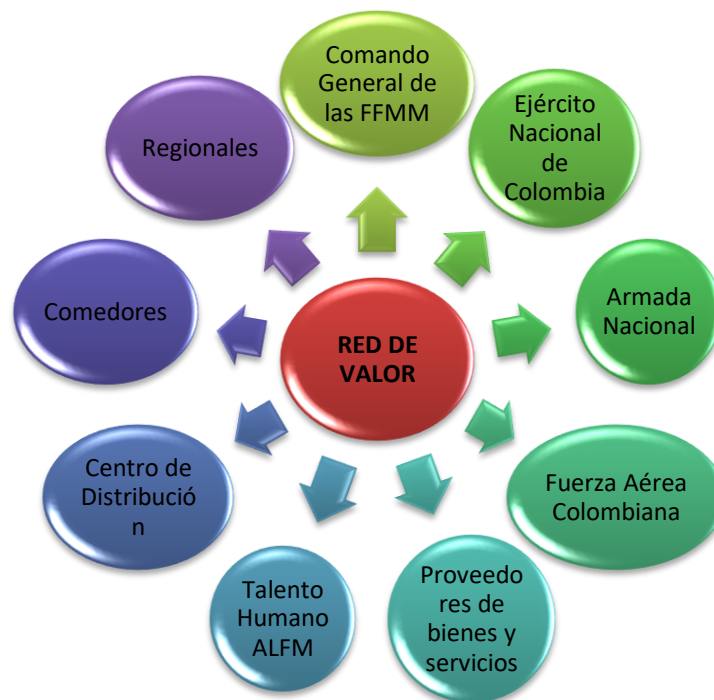 Comando
General de
las FFMM
Ejército
Nacional
de
Colombia
Armada
Nacional
Fuerza Aérea
Colombiana
Proveedo
res de
bienes y
servicios
Talento
Humano
ALFM
Centro de
Distribució
n
Comedores
Regionales
RED DE
VALOR